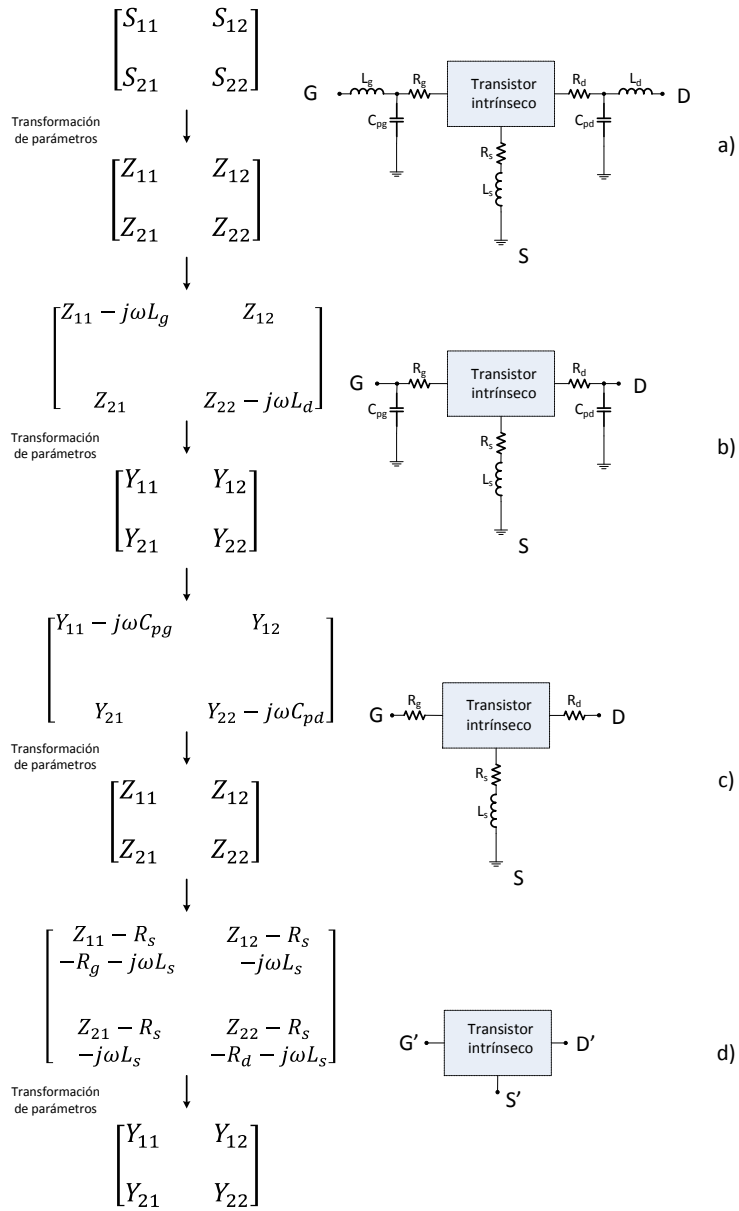 S11 S12
S21 S22
Transformación
de parámetros
Z11 Z12
Z21 Z22
G
Lg
Cpg
Rg
Transistor
intrínseco
Rd
Ld
Cpd
D
Rs
Ls
S
a)
Z11 − jωLg Z12
Z21 Z22 − jωLd
Transformación
de parámetros
Y11 Y12
Y21 Y22
G
Cpg
Rg
Transistor
intrínseco
Rd
Cpd
D
Rs
Ls
S
b)
Y11 − jωCpg Y12
Y21 Y22 − jωCpd
Transformación
de parámetros
Z11 Z12
Z21 Z22
G
Rg
Transistor
intrínseco
Rd
D
Rs
Ls
S
c)
Z11 − Rs Z12 − Rs
−Rg − jωLs −jωLs
Z21 − Rs Z22 − Rs
−jωLs −Rd − jωLs
Transformación
de parámetros
Y11 Y12
Y21 Y22
G’
Transistor
intrínseco
D’
S’
d)